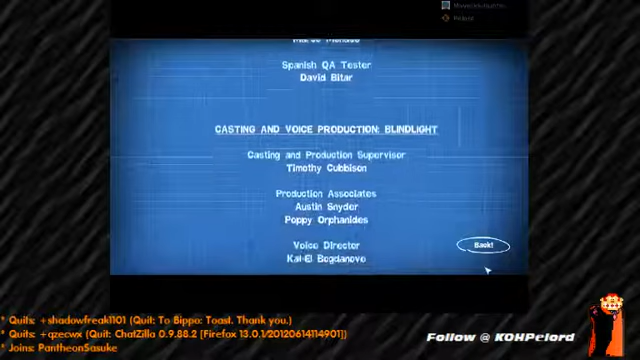 Pelord
Spanish QA Tester
David Bitar
CASTING AND VOICE PRODUCTION: BLINDLIGHT
Casting and Production Supervisor
Timothy Cubbison
Production Associates
Austin Snyder
Poppy Orphanides
Voice Director
Back!
Kal-El Bogdanove
* Quits: +shadowfreak1101 (Quit: To Bippo: Toast. Thank you.)
* Quits: +qzecwx (Quit: ChatZilla 0.9.88.2 [Firefox 13.0.1/20120614114901])
* Joins: PantheonSasuke
Follow @ KOHPelord